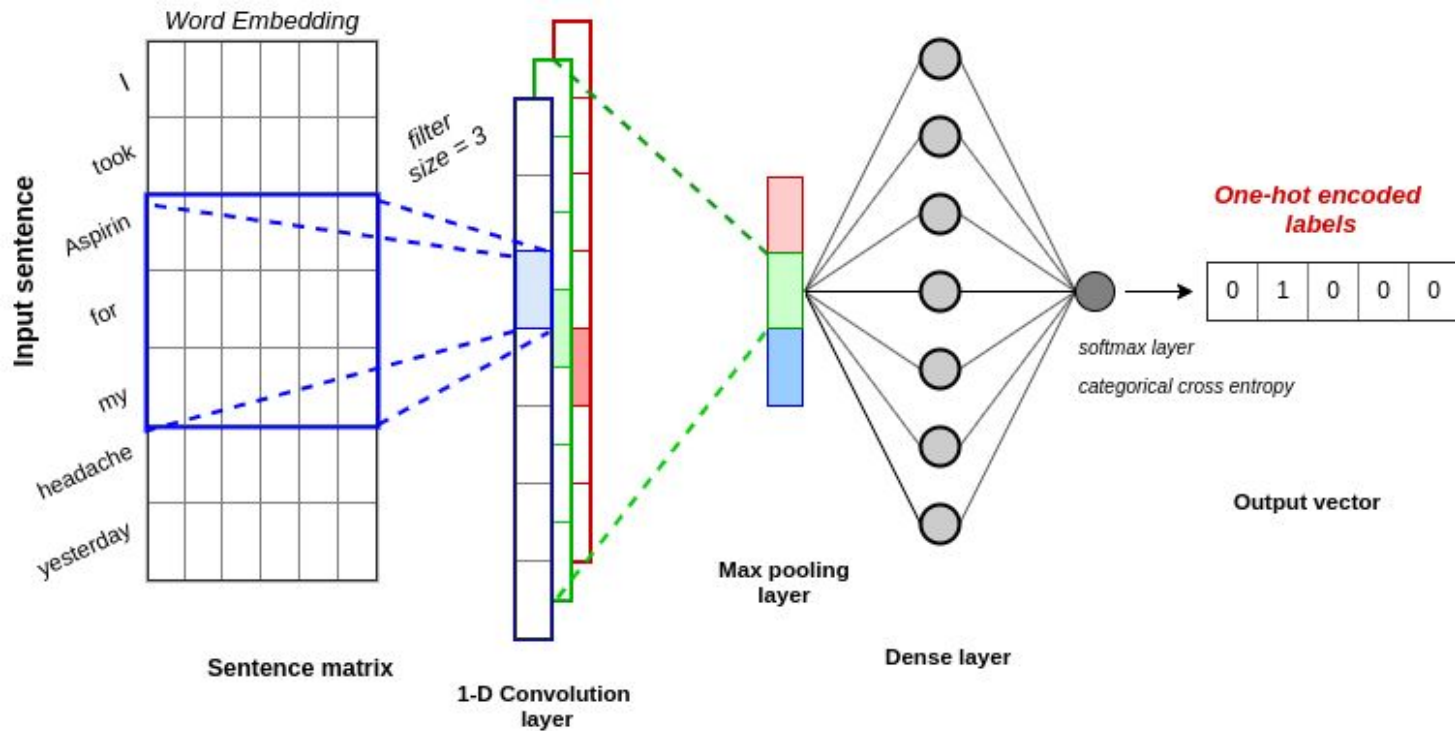 Word Embedding
Input sentence
I
took
Aspirin
for
my
headache
yesterday
filter
size = 3
Sentence matrix
1-D Convolution
layer
Max pooling
layer
Dense layer
softmax layer
categorical cross entropy
One-hot encoded
labels
0 1 0 0 0
Output vector